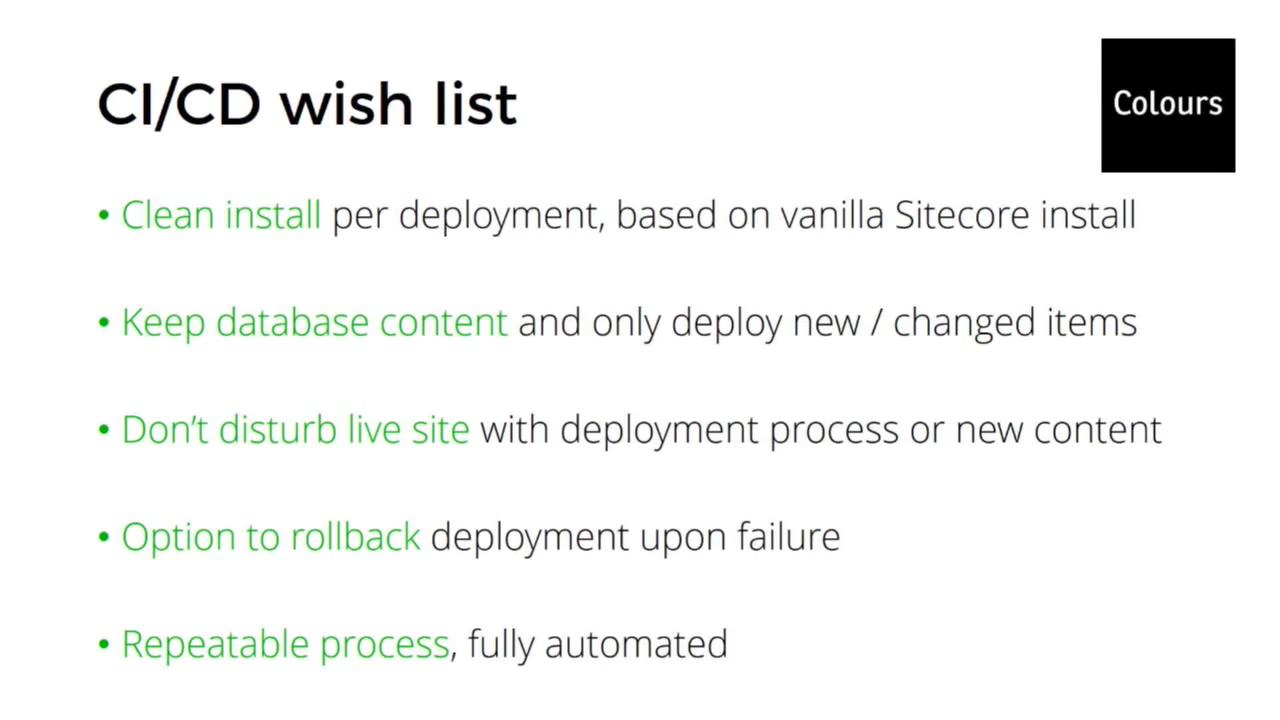 CI/CD wish list
Colours
• Clean install per deployment, based on vanilla Sitecore install
• Keep database content and only deploy new / changed items
• Don’t disturb live site with deployment process or new content
• Option to rollback deployment upon failure
• Repeatable process, fully automated